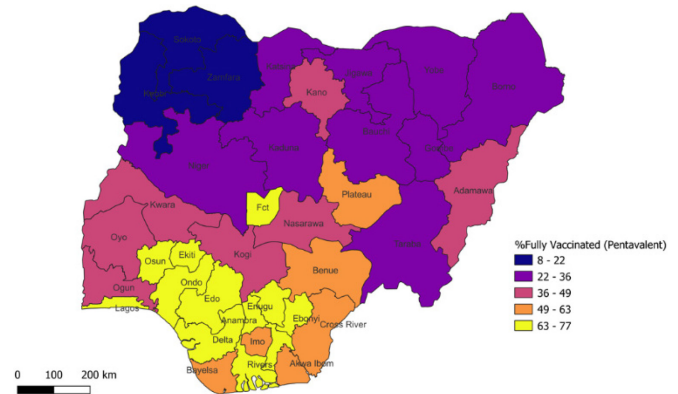 Sokoto
Zamfara
Kebbi
Katsina
Jigawa
Yobe
Kano
Borno
Bauchi
Gombe
Kaduna
Niger
Plateau
Adamawa
Fct
Kwara
Nasarawa
Taraba
Oyo
Kogi
Osun
Ekiti
Benue
Ogun
Ondo
Lagos
Edo
Enugu
Anambra
Ebonyi
Cross River
Delta
Imo
Bayelsa
Rivers
Akwa Ibom
%Fully Vaccinated (Pentavalent)
8 - 22
22 - 36
36 - 49
49 - 63
63 - 77
0 100 200 km